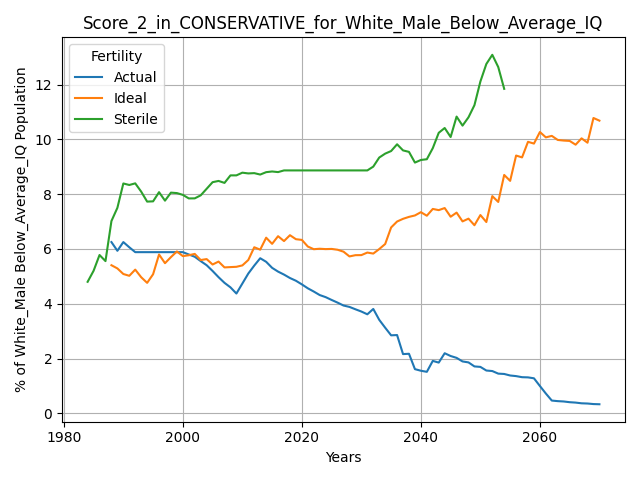 Score_2_in_CONSERVATIVE_for_White_Male_Below_Average_IQ
% of White_Male Below_Average_IQ Population
Fertility
Actual
Ideal
Sterile
12
10
8
6
4
2
0
1980 2000 2020 2040 2060
Years